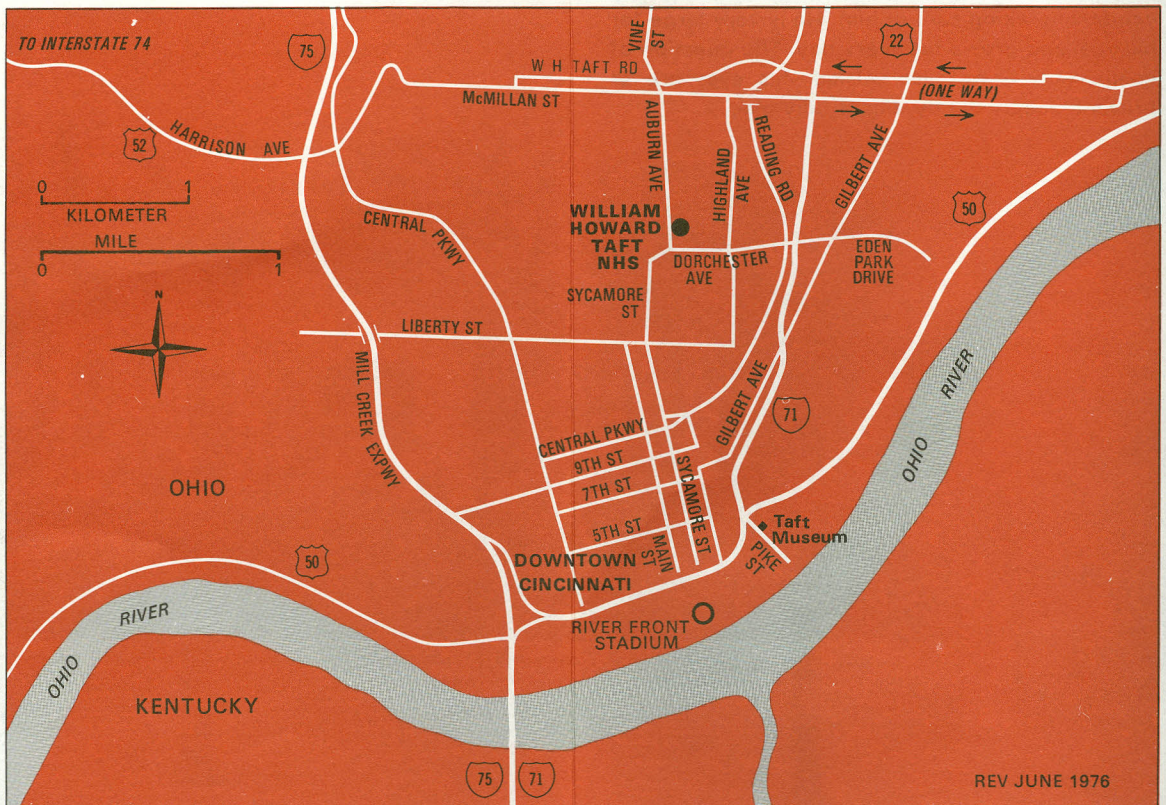 TO INTERSTATE 74
75
VINE
ST
22
W H TAFT RD
(ONE WAY)
McMILLAN ST
52
HARRISON AVE
AUBURN AVE
HIGHLAND
AVE
READING RD
GILBERT AVE
0 1
KILOMETER
MILE
0 1
50
CENTRAL PKWY
WILLIAM
HOWARD
TAFT
NHS
DORCHESTER
AVE
EDEN
PARK
DRIVE
N
SYCAMORE
ST
LIBERTY ST
MILL CREEK EXPWY
OHIO RIVER
GILBERT AVE
71
CENTRAL PKWY
9TH ST
7TH ST
5TH ST
SYCAMORE ST
MAIN
ST
OHIO
Taft
Museum
PIKE
ST
50
DOWNTOWN
CINCINNATI
RIVER FRONT
STADIUM
OHIO RIVER
KENTUCKY
75
71
REV JUNE 1976